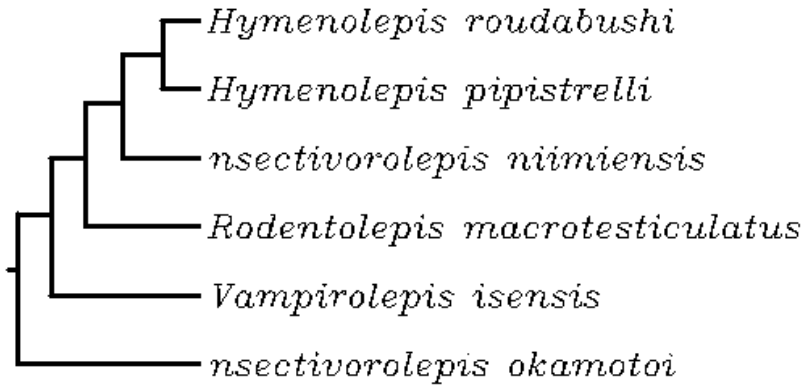 Hymenolepis roudabushi
Hymenolepis pipistrelli
nsectivorolepis niimiensis
Rodentolepis macrotesticulatus
Vampirolepis isensis
nsectivorolepis okamotoi